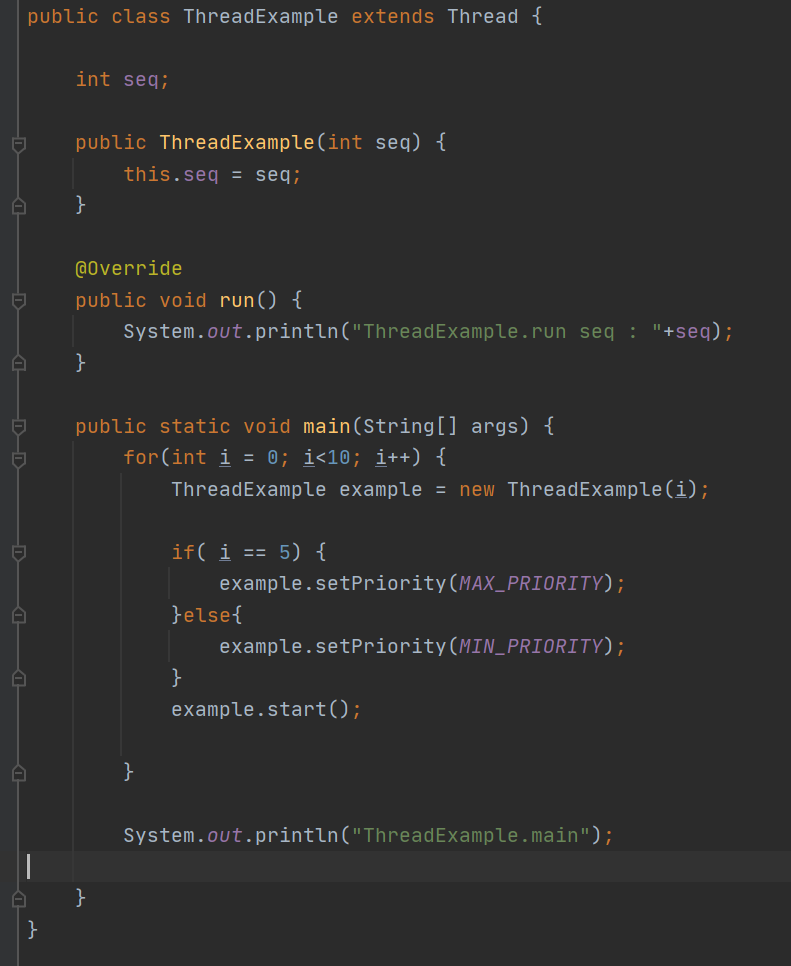 public class ThreadExample extends Thread {
int seq;
public ThreadExample(int seq) {
this.seq = seq;
}
@Override
public void run() {
System.out.println("ThreadExample.run seq : "+seq);
}
public static void main(String[] args) {
for(int i = 0; i<10; i++) {
ThreadExample example = new ThreadExample(i);
if( i == 5) {
example.setPriority(MAX_PRIORITY);
}else{
example.setPriority(MIN_PRIORITY);
}
example.start();
}
System.out.println("ThreadExample.main");
}
}